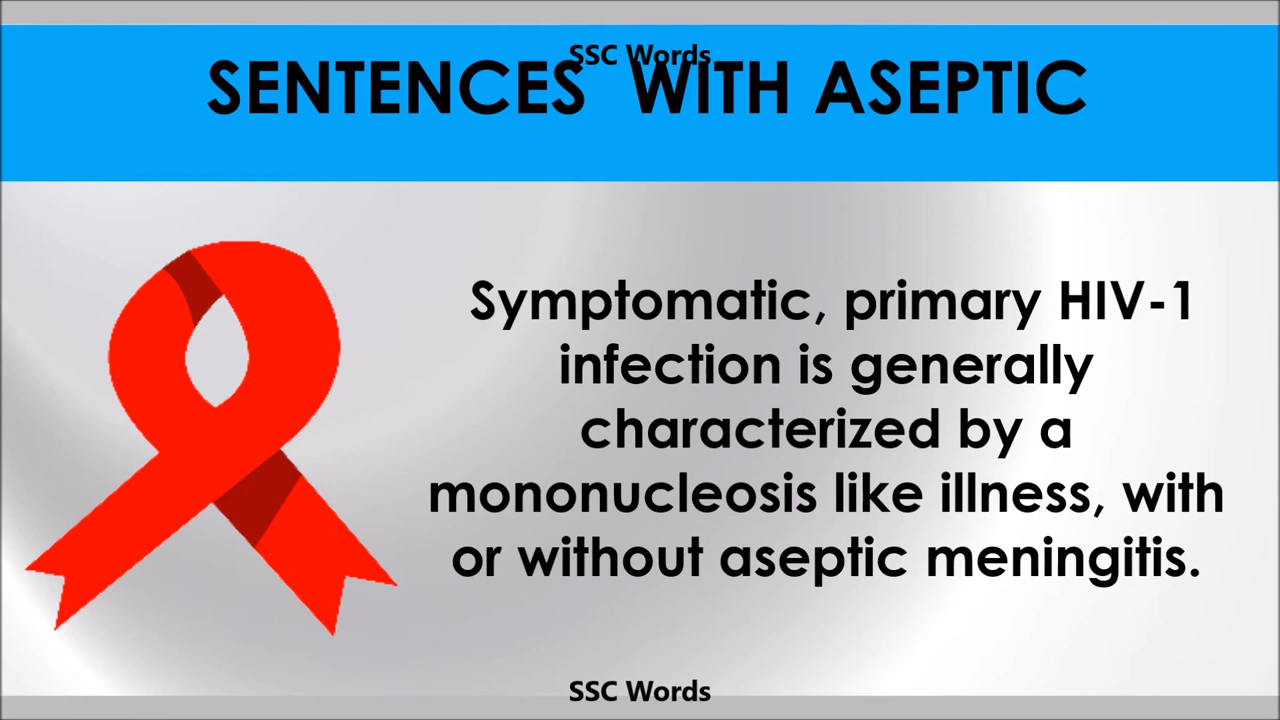 SSC Words
SENTENCES WITH ASEPTIC
Symptomatic, primary HIV-1
infection is generally
characterized by a
mononucleosis like illness, with
or without aseptic meningitis.
SSC Words